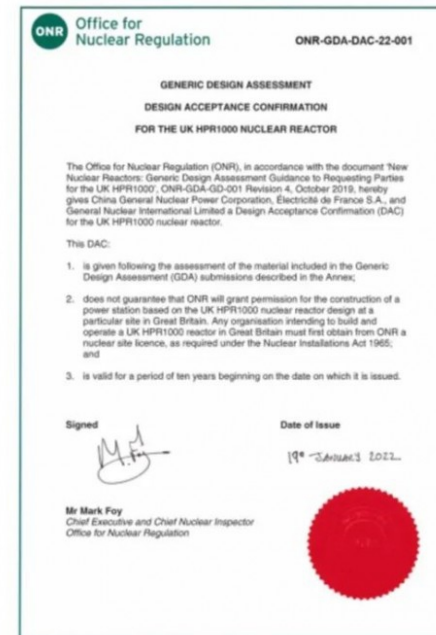 ONR
Office for
Nuclear Regulation
ONR-GDA-DAC-22-001
GENERIC DESIGN ASSESSMENT
DESIGN ACCEPTANCE CONFIRMATION
FOR THE UK HPR1000 NUCLEAR REACTOR
The Office for Nuclear Regulation (ONR), in accordance with the document 'New
Nuclear Reactors: Generic Design Assessment Guidance to Requesting Parties
for the UK HPR1000', ONR-GDA-GD-001 Revision 4, October 2019, hereby
gives China General Nuclear Power Corporation, Électricité de France S.A., and
General Nuclear International Limited a Design Acceptance Confirmation (DAC)
for the UK HPR1000 nuclear reactor.
This DAC:
1. is given following the assessment of the material included in the Generic
Design Assessment (GDA) submissions described in the Annex;
2. does not guarantee that ONR will grant permission for the construction of a
power station based on the UK HPR1000 nuclear reactor design at a
particular site in Great Britain. Any organisation intending to build and
operate a UK HPR1000 reactor in Great Britain must first obtain from ONR a
nuclear site licence, as required under the Nuclear Installations Act 1965;
and
3. is valid for a period of ten years beginning on the date on which it is issued.
Signed
Date of Issue
M. Foy
19th JANUARY 2022
Mr Mark Foy
Chief Executive and Chief Nuclear Inspector
Office for Nuclear Regulation